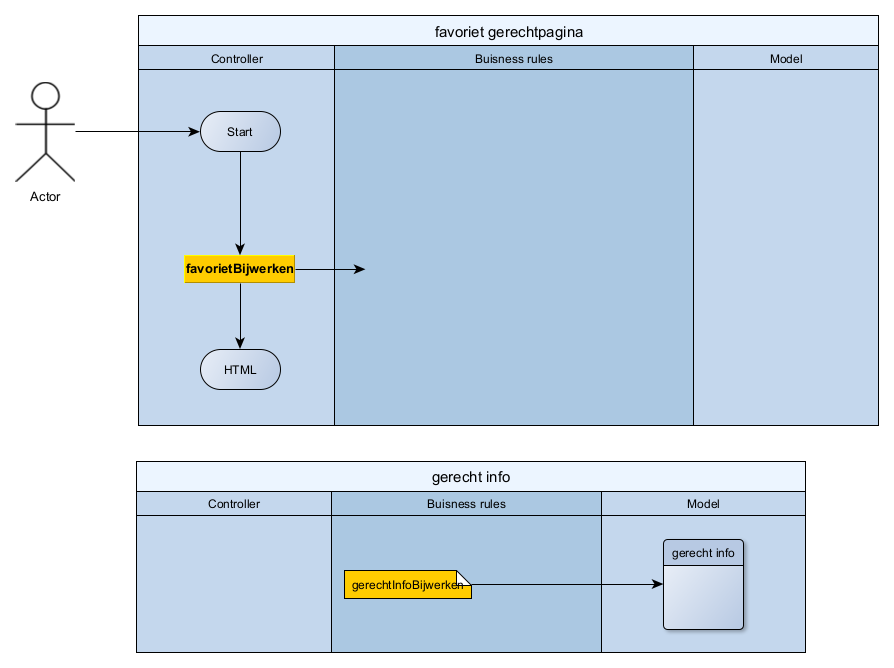 favoriet gerechtpagina
Controller
Buisness rules
Model
Start
Actor
favorietBijwerken
HTML
gerecht info
Controller
Buisness rules
Model
gerecht info
gerechtInfoBijwerken